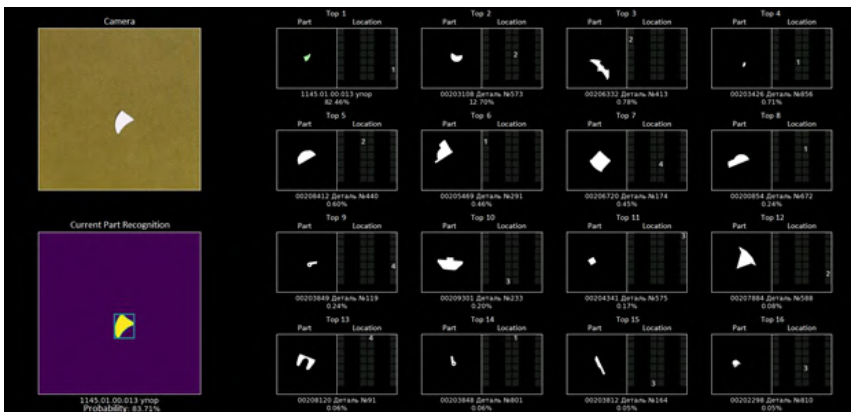 Camera
Current Part Recognition
1145.01.00.013 упор
Probability: 83.71%
Top 1
Part Location
1
1145.01.00.013 упор
82.46%
Top 2
Part Location
2
00203108 Деталь №573
12.70%
Top 3
Part Location
2
00206332 Деталь №413
0.78%
Top 4
Part Location
1
00203426 Деталь №856
0.71%
Top 5
Part Location
2
00208412 Деталь №440
0.60%
Top 6
Part Location
1
00205469 Деталь №291
0.46%
Top 7
Part Location
4
00206720 Деталь №174
0.45%
Top 8
Part Location
1
00200854 Деталь №672
0.24%
Top 9
Part Location
4
00203849 Деталь №119
0.24%
Top 10
Part Location
3
00209301 Деталь №233
0.20%
Top 11
Part Location
3
00204341 Деталь №575
0.17%
Top 12
Part Location
2
00207884 Деталь №588
0.08%
Top 13
Part Location
4
00208120 Деталь №91
0.06%
Top 14
Part Location
1
00203848 Деталь №801
0.06%
Top 15
Part Location
3
00203812 Деталь №164
0.05%
Top 16
Part Location
3
00202298 Деталь №810
0.05%